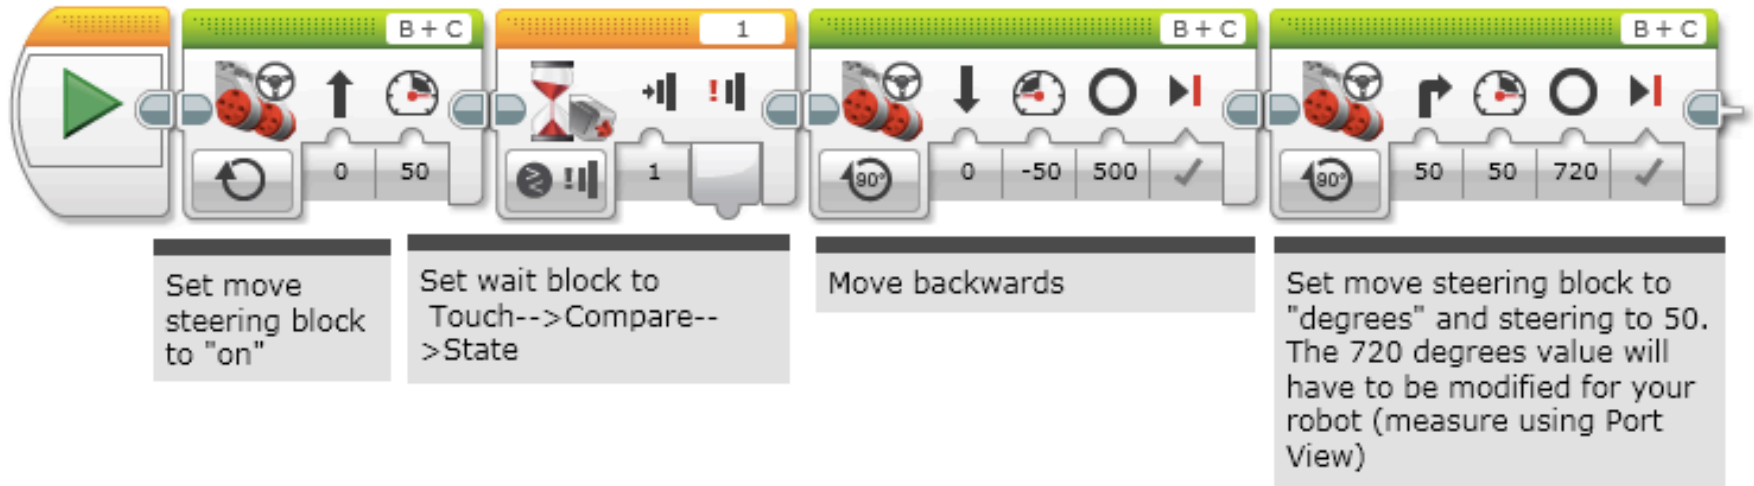 B + C
1
B + C
B + C
0
50
1
90°
0
-50
500
90°
50
50
720
Set move
steering block
to "on"
Set wait block to
Touch-->Compare--
>State
Move backwards
Set move steering block to
"degrees" and steering to 50.
The 720 degrees value will
have to be modified for your
robot (measure using Port
View)